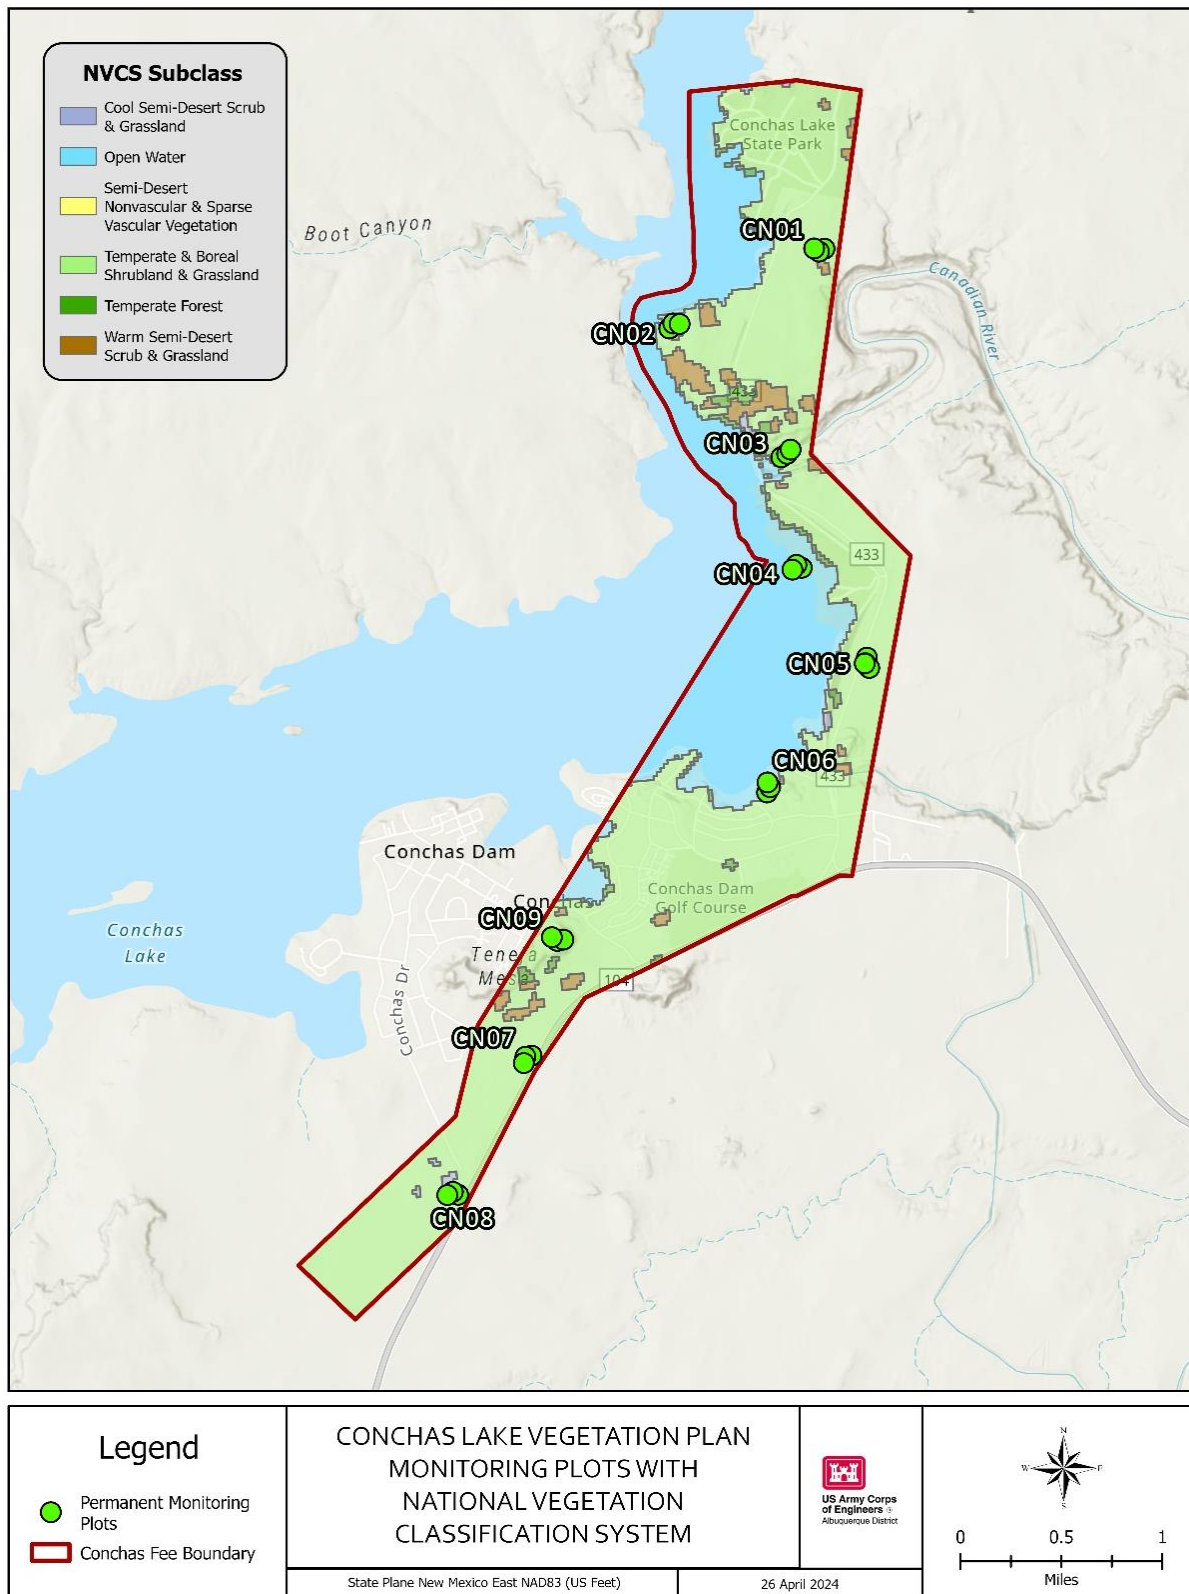 NVCS Subclass
Cool Semi-Desert Scrub
& Grassland
Open Water
Semi-Desert
Nonvascular & Sparse
Vascular Vegetation
Temperate & Boreal
Shrubland & Grassland
Temperate Forest
Warm Semi-Desert
Scrub & Grassland
Conchas Lake
State Park
Boot Canyon
CN01
Canadian River
CN02
433
CN03
433
CN04
CN05
CN06
433
Conchas Dam
Conchas Dam
Golf Course
Conchas
CN09
Conchas
Lake
Teneja
Mesa
104
Conchas Dr
CN07
CN08
Legend
Permanent Monitoring
Plots
Conchas Fee Boundary
CONCHAS LAKE VEGETATION PLAN
MONITORING PLOTS WITH
NATIONAL VEGETATION
CLASSIFICATION SYSTEM
State Plane New Mexico East NAD83 (US Feet)
26 April 2024
US Army Corps
of Engineers
Albuquerque District
N
W
E
S
0 0.5 1
Miles